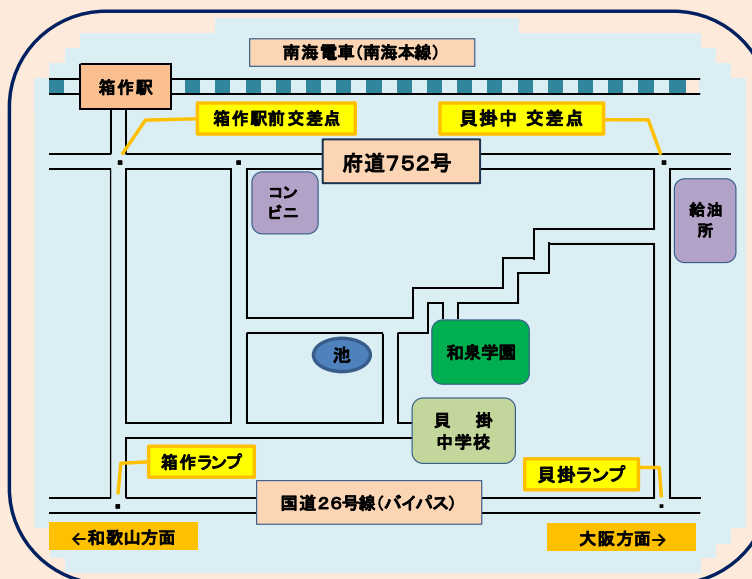 南海電車(南海本線)
箱作駅
箱作駅前交差点
貝掛中 交差点
府道752号
コン
ビニ
給油
所
池
和泉学園
貝 掛
中学校
箱作ランプ
貝掛ランプ
国道26号線(バイパス)
←和歌山方面
大阪方面→